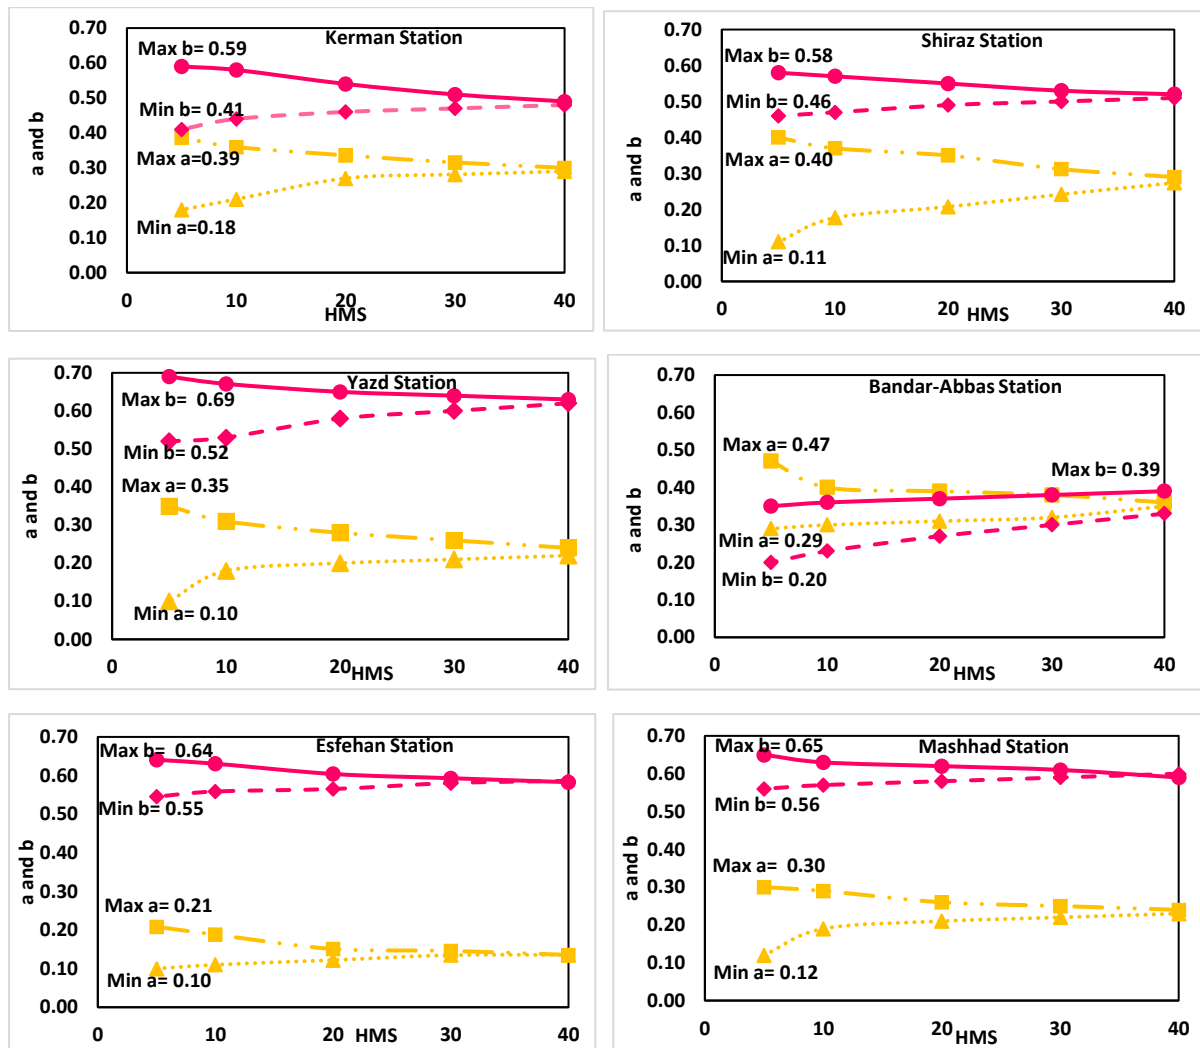 Kerman Station
a and b
0.70
0.60
0.50
0.40
0.30
0.20
0.10
0.00
Max b= 0.59
Min b= 0.41
Max a=0.39
Min a=0.18
0 10 20 30 40
HMS
Shiraz Station
a and b
0.70
0.60
0.50
0.40
0.30
0.20
0.10
0.00
Max b= 0.58
Min b= 0.46
Max a= 0.40
Min a= 0.11
0 10 20 30 40
HMS
Yazd Station
a and b
0.70
0.60
0.50
0.40
0.30
0.20
0.10
0.00
Max b= 0.69
Min b= 0.52
Max a= 0.35
Min a= 0.10
0 10 20 30 40
HMS
Bandar-Abbas Station
a and b
0.70
0.60
0.50
0.40
0.30
0.20
0.10
0.00
Max a= 0.47
Max b= 0.39
Min a= 0.29
Min b= 0.20
0 10 20 30 40
HMS
Esfehan Station
a and b
0.70
0.60
0.50
0.40
0.30
0.20
0.10
0.00
Max b= 0.64
Min b= 0.55
Max a= 0.21
Min a= 0.10
0 10 20 30 40
HMS
Mashhad Station
a and b
0.70
0.60
0.50
0.40
0.30
0.20
0.10
0.00
Max b= 0.65
Min b= 0.56
Max a= 0.30
Min a= 0.12
0 10 20 30 40
HMS